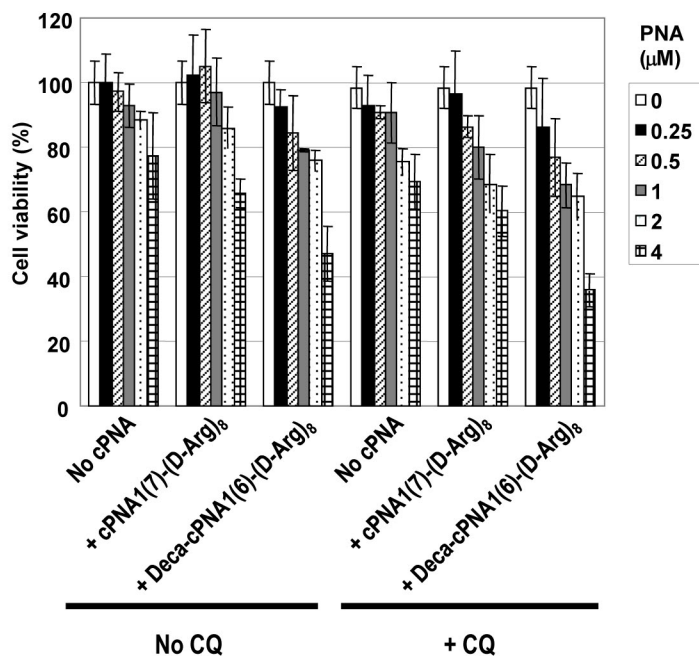 120
100
80
60
40
20
0
Cell viability (%)
PNA
(μM)
0
0.25
0.5
1
2
4
No cPNA
+ cPNA1(7)-(D-Arg)8
+ Deca-cPNA1(6)-(D-Arg)8
No cPNA
+ cPNA1(7)-(D-Arg)8
+ Deca-cPNA1(6)-(D-Arg)8
No CQ
+ CQ